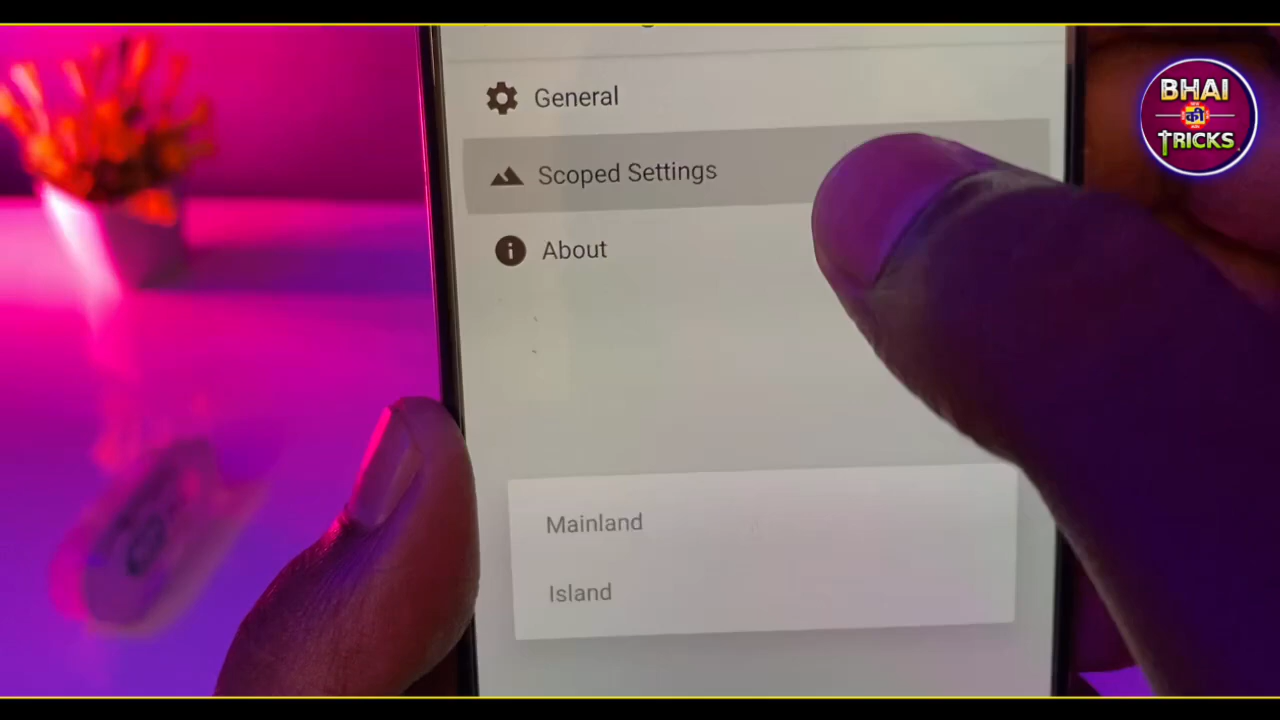 General
Scoped Settings
About
Mainland
Island
BHAI
की
TRICKS